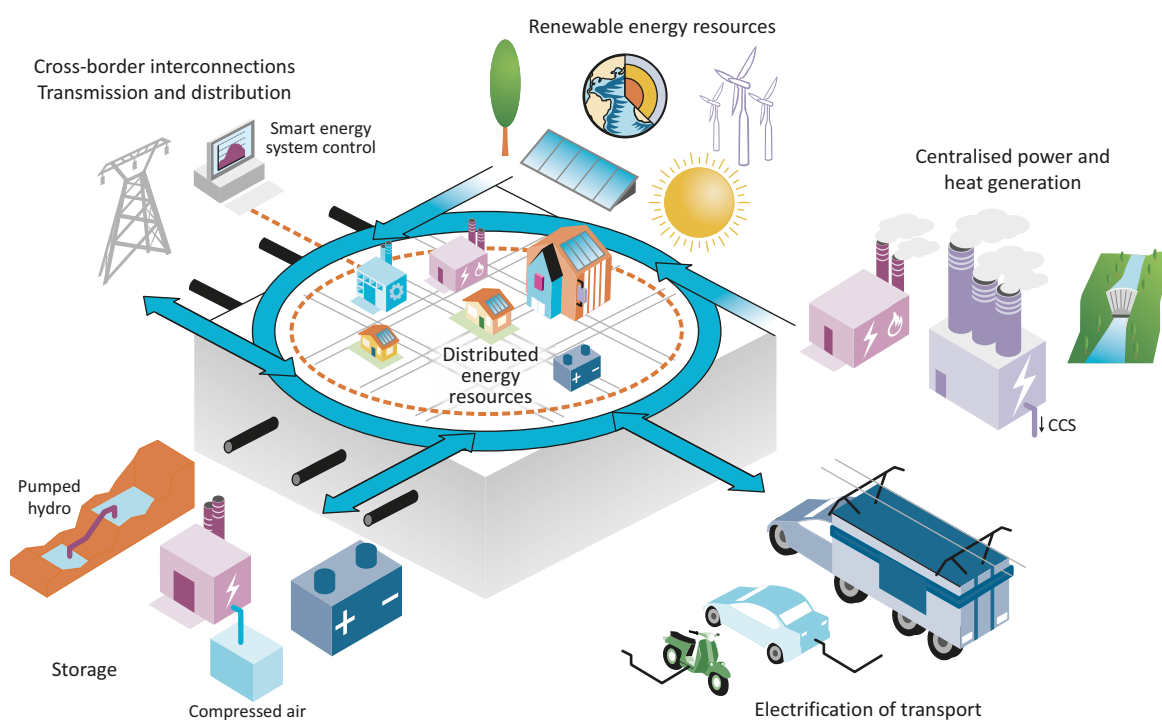 Renewable energy resources
Cross-border interconnections
Transmission and distribution
Smart energy
system control
Centralised power and
heat generation
Distributed
energy
resources
CCS
Pumped
hydro
Storage
Compressed air
Electrification of transport